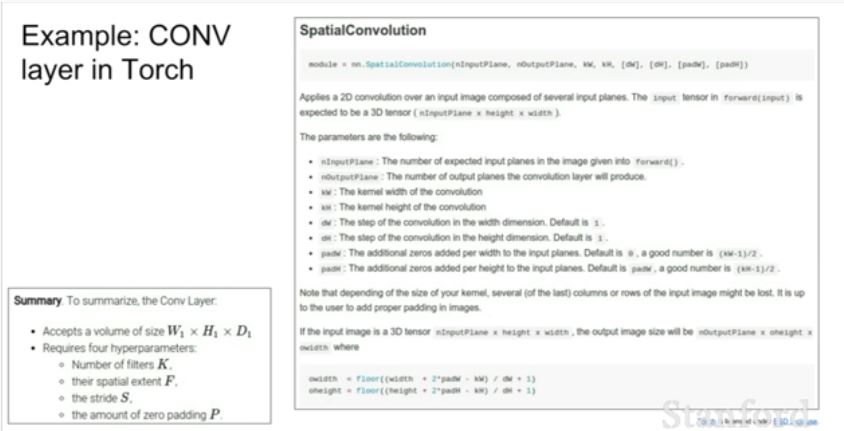 Example: CONV
layer in Torch
SpatialConvolution
module = nn.SpatialConvolution(nInputPlane, nOutputPlane, kW, kH, [dW], [dH], [padW], [padH])
Applies a 2D convolution over an input image composed of several input planes. The input tensor in forward(input) is
expected to be a 3D tensor ( nInputPlane x height x width ).
The parameters are the following:
• nInputPlane : The number of expected input planes in the image given into forward() .
• nOutputPlane : The number of output planes the convolution layer will produce.
• kW : The kernel width of the convolution
• kH : The kernel height of the convolution
• dW : The step of the convolution in the width dimension. Default is 1 .
• dH : The step of the convolution in the height dimension. Default is 1 .
• padW : The additional zeros added per width to the input planes. Default is 0 , a good number is (kW-1)/2 .
• padH : The additional zeros added per height to the input planes. Default is padW , a good number is (kH-1)/2 .
Note that depending of the size of your kernel, several (of the last) columns or rows of the input image might be lost. It is up
to the user to add proper padding in images.
If the input image is a 3D tensor nInputPlane x height x width , the output image size will be nOutputPlane x oheight x
owidth where
owidth = floor((width + 2*padW - kW) / dW + 1)
oheight = floor((height + 2*padH - kH) / dH + 1)
Summary. To summarize, the Conv Layer:
• Accepts a volume of size W₁ × H₁ × D₁
• Requires four hyperparameters:
◦ Number of filters K,
◦ their spatial extent F,
◦ the stride S,
◦ the amount of zero padding P.
Stanford
Torch is licensed under BSD